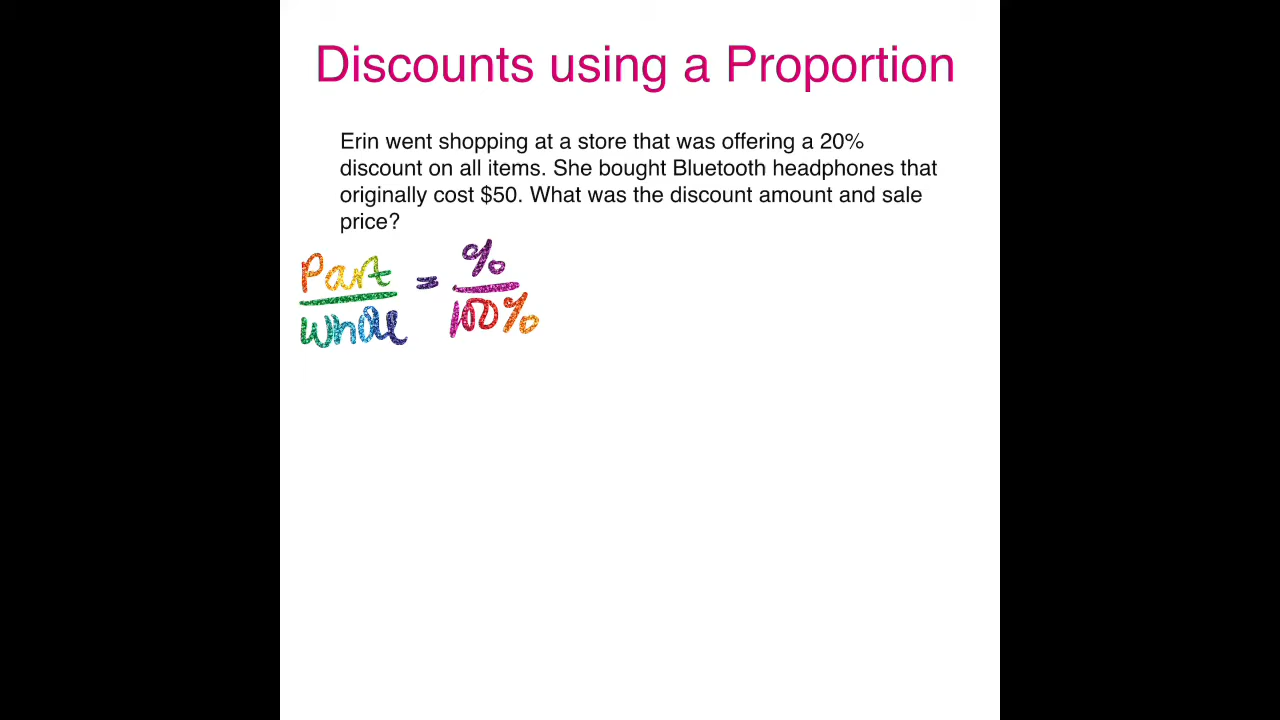 Discounts using a Proportion
Erin went shopping at a store that was offering a 20%
discount on all items. She bought Bluetooth headphones that
originally cost $50. What was the discount amount and sale
price?
Part = %
Whole 100%